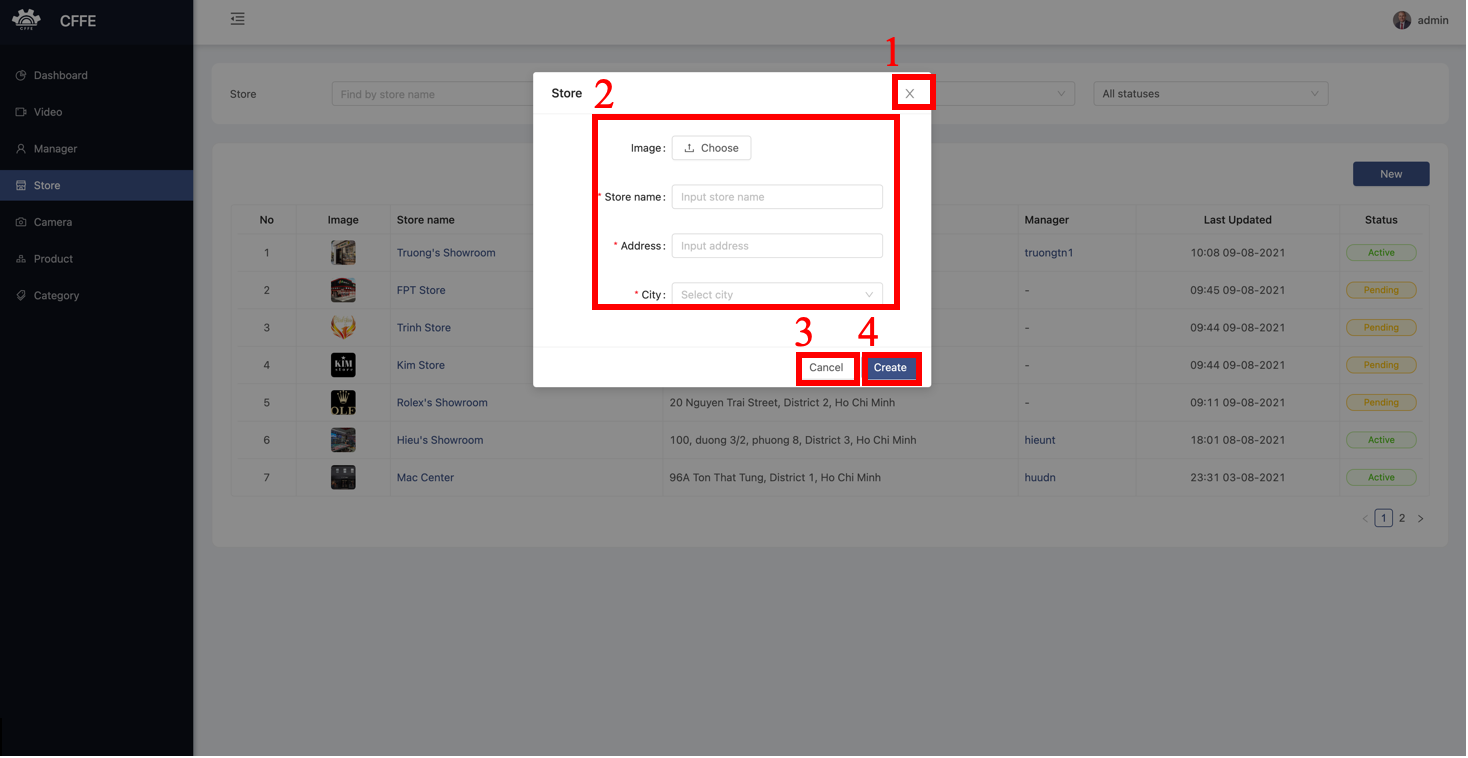 CFFE
CFFE
admin
Dashboard
Video
Manager
Store
Camera
Product
Category
Store
Find by store name
All statuses
New
1
Store
2
Image:
Choose
* Store name:
Input store name
* Address:
Input address
* City:
Select city
3
4
Cancel
Create
No Image Store name Manager Last Updated Status
1 Truong's Showroom truongtn1 10:08 09-08-2021 Active
2 FPT Store - 09:45 09-08-2021 Pending
3 Trinh Store - 09:44 09-08-2021 Pending
4 KiM store Kim Store - 09:44 09-08-2021 Pending
5 OLE Rolex's Showroom 20 Nguyen Trai Street, District 2, Ho Chi Minh - 09:11 09-08-2021 Pending
6 Hieu's Showroom 100, duong 3/2, phuong 8, District 3, Ho Chi Minh hieunt 18:01 08-08-2021 Active
7 Mac Center 96A Ton That Tung, District 1, Ho Chi Minh huudn 23:31 03-08-2021 Active
< 1 2 >